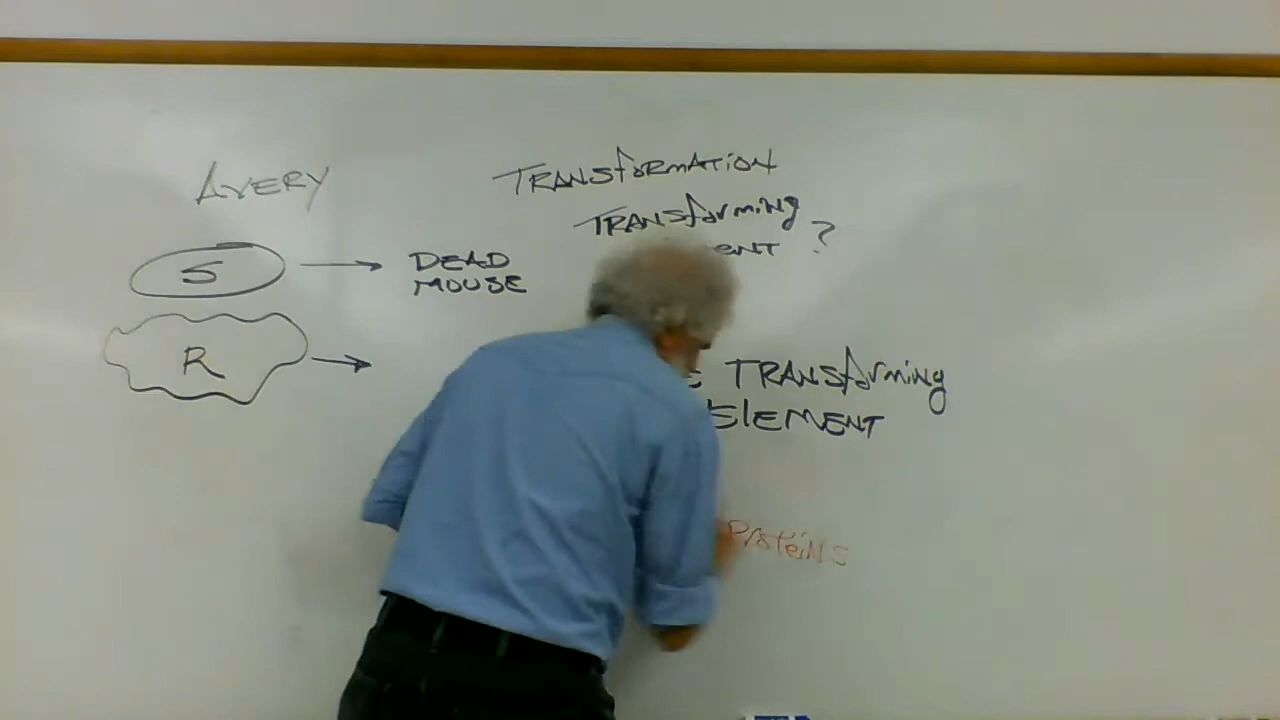 AVERY
TRANSFORMATION
TRANSFORMING
ENT ?
S
DEAD
MOUSE
R
TRANSFORMING
ELEMENT
PROTEINS